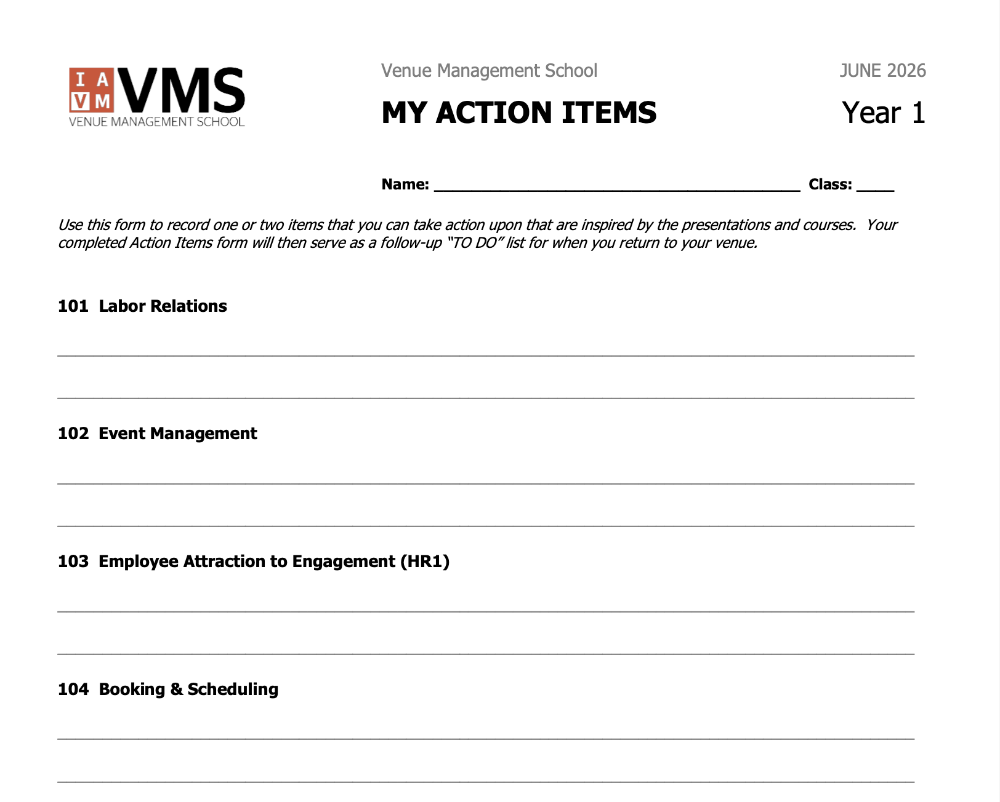 I A
V M
VMS
VENUE MANAGEMENT SCHOOL
Venue Management School JUNE 2026
MY ACTION ITEMS Year 1
Name: ______________________________________ Class: ____
Use this form to record one or two items that you can take action upon that are inspired by the presentations and courses.  Your
completed Action Items form will then serve as a follow-up “TO DO” list for when you return to your venue.
101  Labor Relations
102  Event Management
103  Employee Attraction to Engagement (HR1)
104  Booking & Scheduling